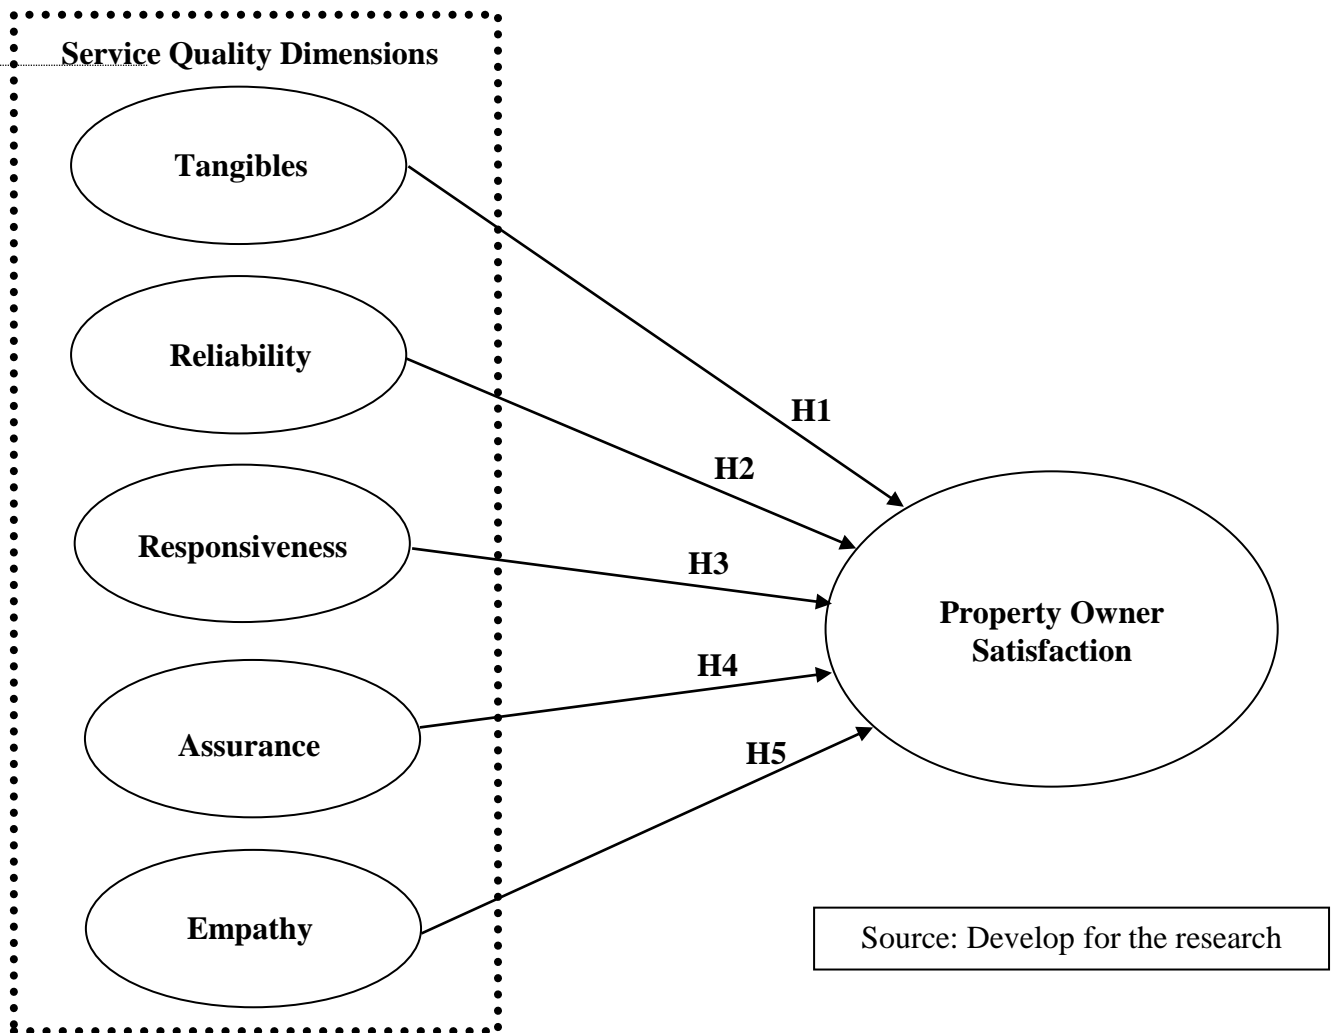 Service Quality Dimensions
Tangibles
Reliability
H1
H2
Responsiveness
H3
Property Owner
Satisfaction
H4
Assurance
H5
Empathy
Source: Develop for the research